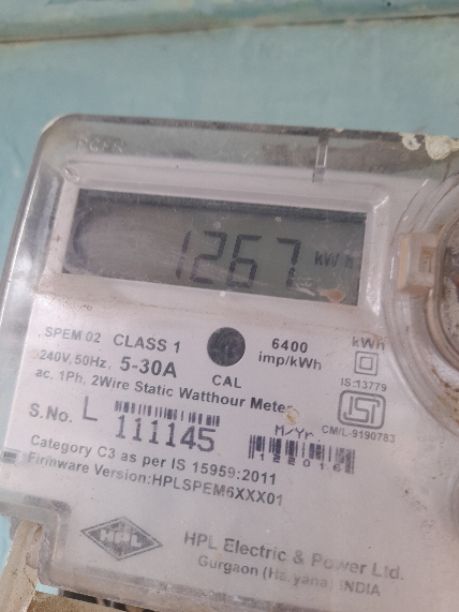 1267 kWh
SPEM 02 CLASS 1 6400 imp/kWh kWh
240V, 50Hz, 5-30A CAL IS:13779
ac, 1Ph, 2Wire Static Watthour Meter
S.No. L 111145 M/Yr. CM/L-9190783
122016
Category C3 as per IS 15959:2011
Firmware Version:HPLSPEM6XXX01
HPL HPL Electric & Power Ltd.
Gurgaon (Haryana) INDIA